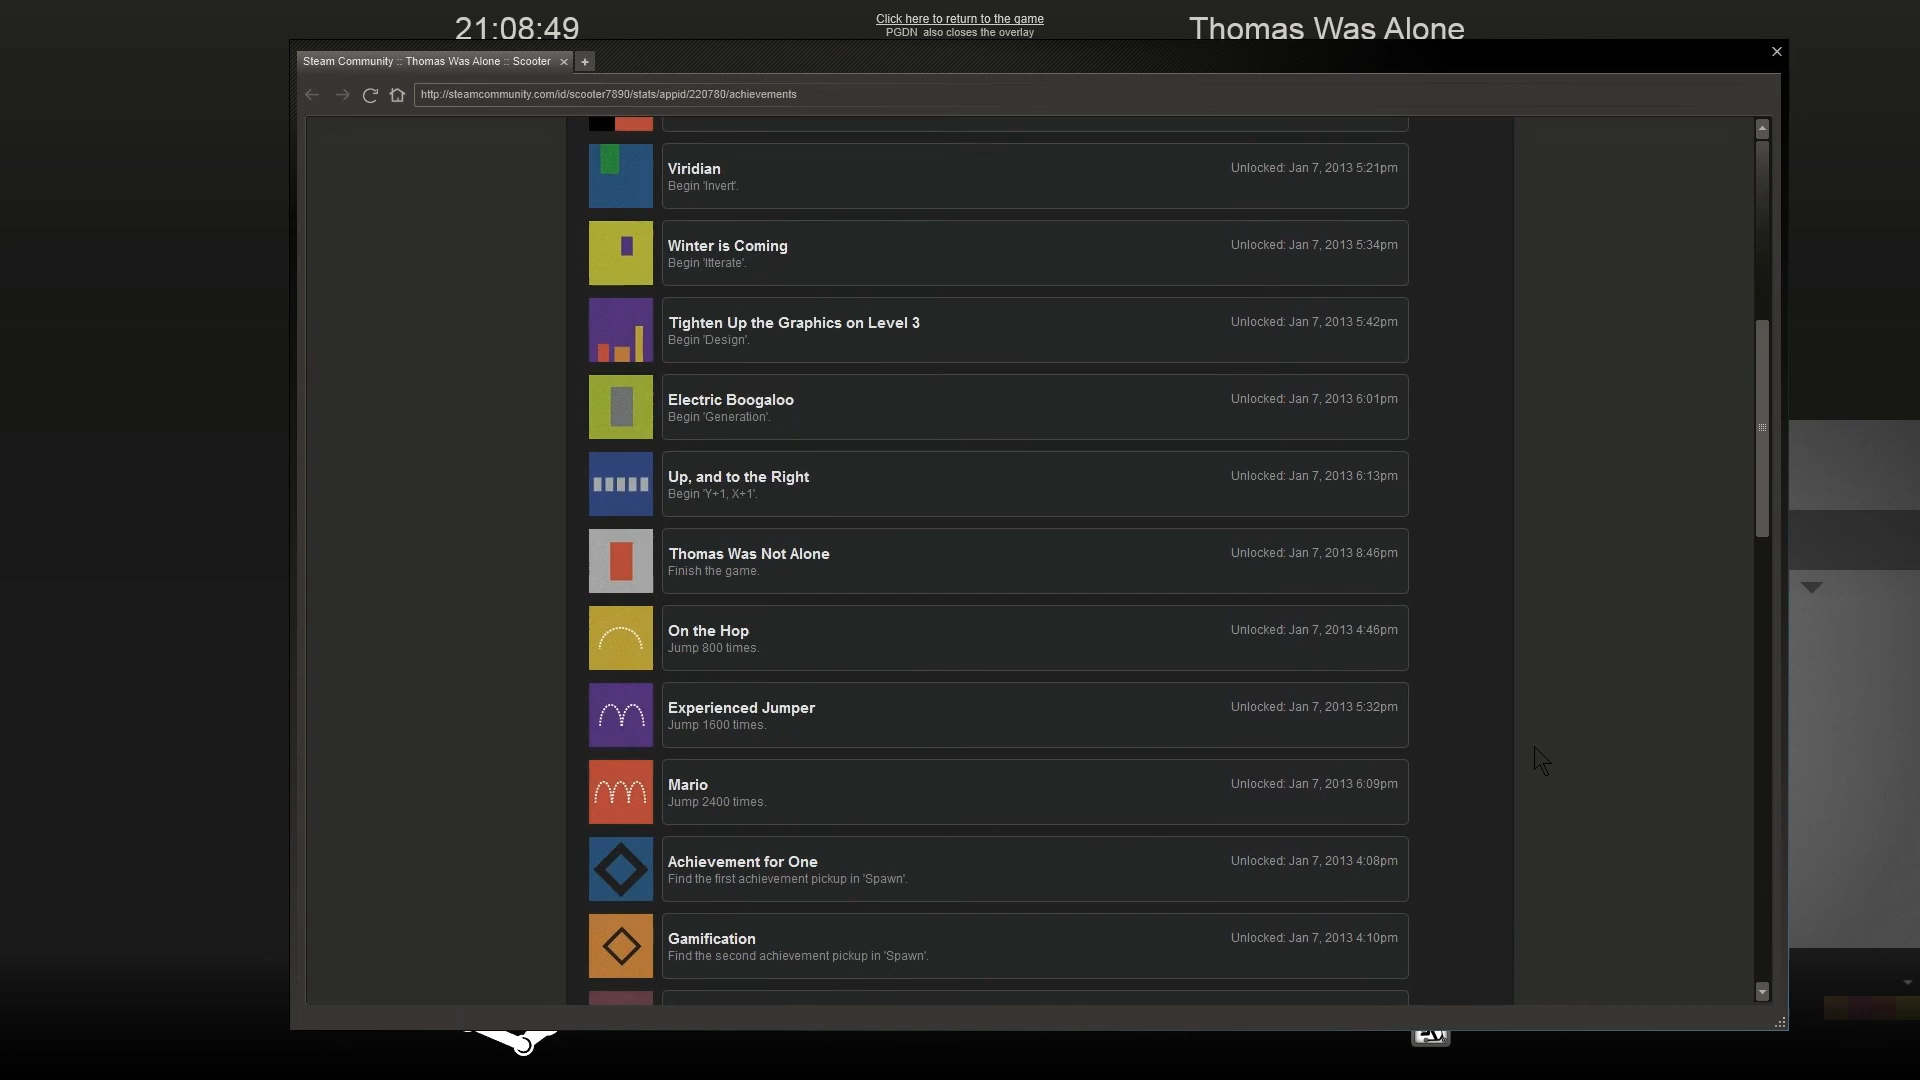 21:08:49
Click here to return to the game
PGDN also closes the overlay
Thomas Was Alone
Steam Community :: Thomas Was Alone :: Scooter
http://steamcommunity.com/id/scooter7890/stats/appid/220780/achievements
Viridian
Unlocked: Jan 7, 2013 5:21pm
Begin 'Invert'.
Winter is Coming
Unlocked: Jan 7, 2013 5:34pm
Begin 'Itterate'.
Tighten Up the Graphics on Level 3
Unlocked: Jan 7, 2013 5:42pm
Begin 'Design'.
Electric Boogaloo
Unlocked: Jan 7, 2013 6:01pm
Begin 'Generation'.
Up, and to the Right
Unlocked: Jan 7, 2013 6:13pm
Begin 'Y+1, X+1'.
Thomas Was Not Alone
Unlocked: Jan 7, 2013 8:46pm
Finish the game.
On the Hop
Unlocked: Jan 7, 2013 4:46pm
Jump 800 times.
Experienced Jumper
Unlocked: Jan 7, 2013 5:32pm
Jump 1600 times.
Mario
Unlocked: Jan 7, 2013 6:09pm
Jump 2400 times.
Achievement for One
Unlocked: Jan 7, 2013 4:08pm
Find the first achievement pickup in 'Spawn'.
Gamification
Unlocked: Jan 7, 2013 4:10pm
Find the second achievement pickup in 'Spawn'.